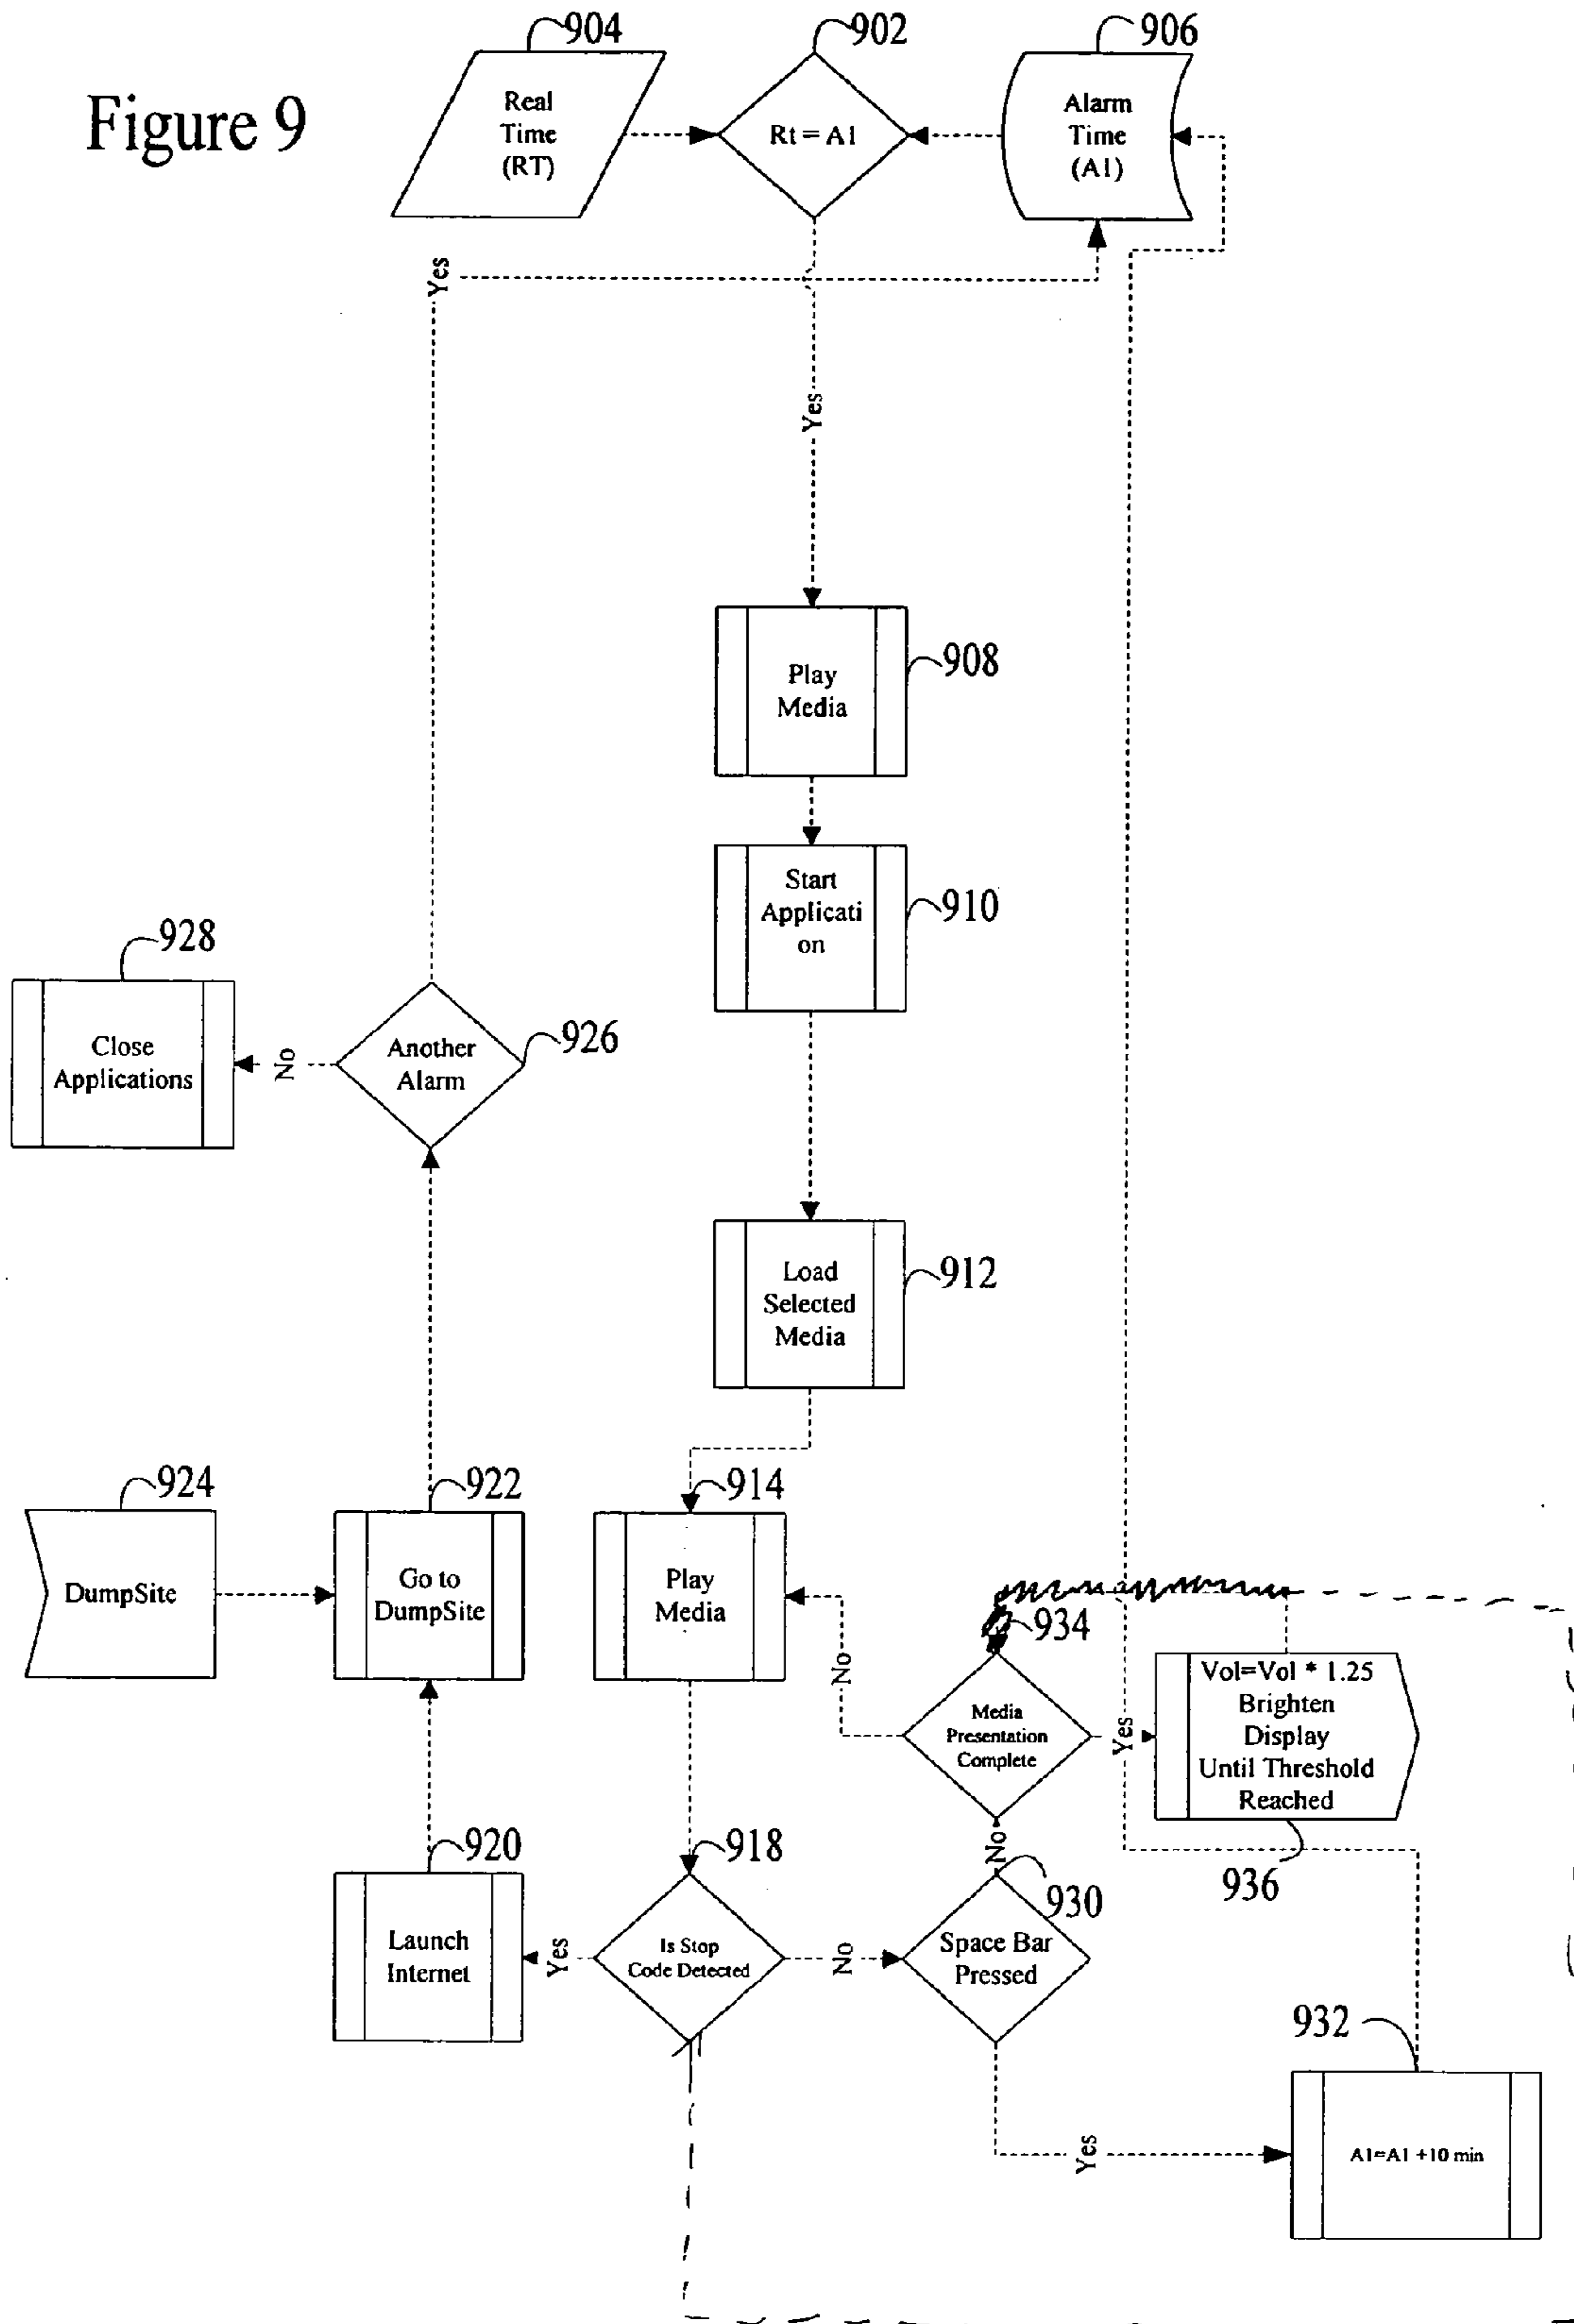 Figure 9
904
902
906
Real
Time
(RT)
Rt = A1
Alarm
Time
(A1)
Yes
Yes
Play
Media
908
Start
Applicati
on
910
928
Close
Applications
No
Another
Alarm
926
Load
Selected
Media
912
924
922
914
DumpSite
Go to
DumpSite
Play
Media
934
No
Media
Presentation
Complete
Yes
Vol=Vol * 1.25
Brighten
Display
Until Threshold
Reached
936
920
918
No
930
Launch
Internet
Yes
Is Stop
Code Detected
No
Space Bar
Pressed
932
Yes
A1=A1 +10 min